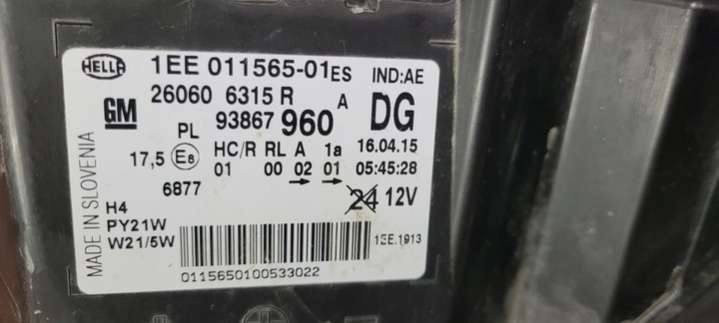 HELLA
1EE 011565-01ES IND:AE
GM 26060 6315 R A DG
93867 960
PL HC/R RL A 1a 16.04.15
17,5 E8 01 00 02 01 05:45:28
6877
24 12V
H4
PY21W
W21/5W
1EE.1913
0115650100533022
MADE IN SLOVENIA